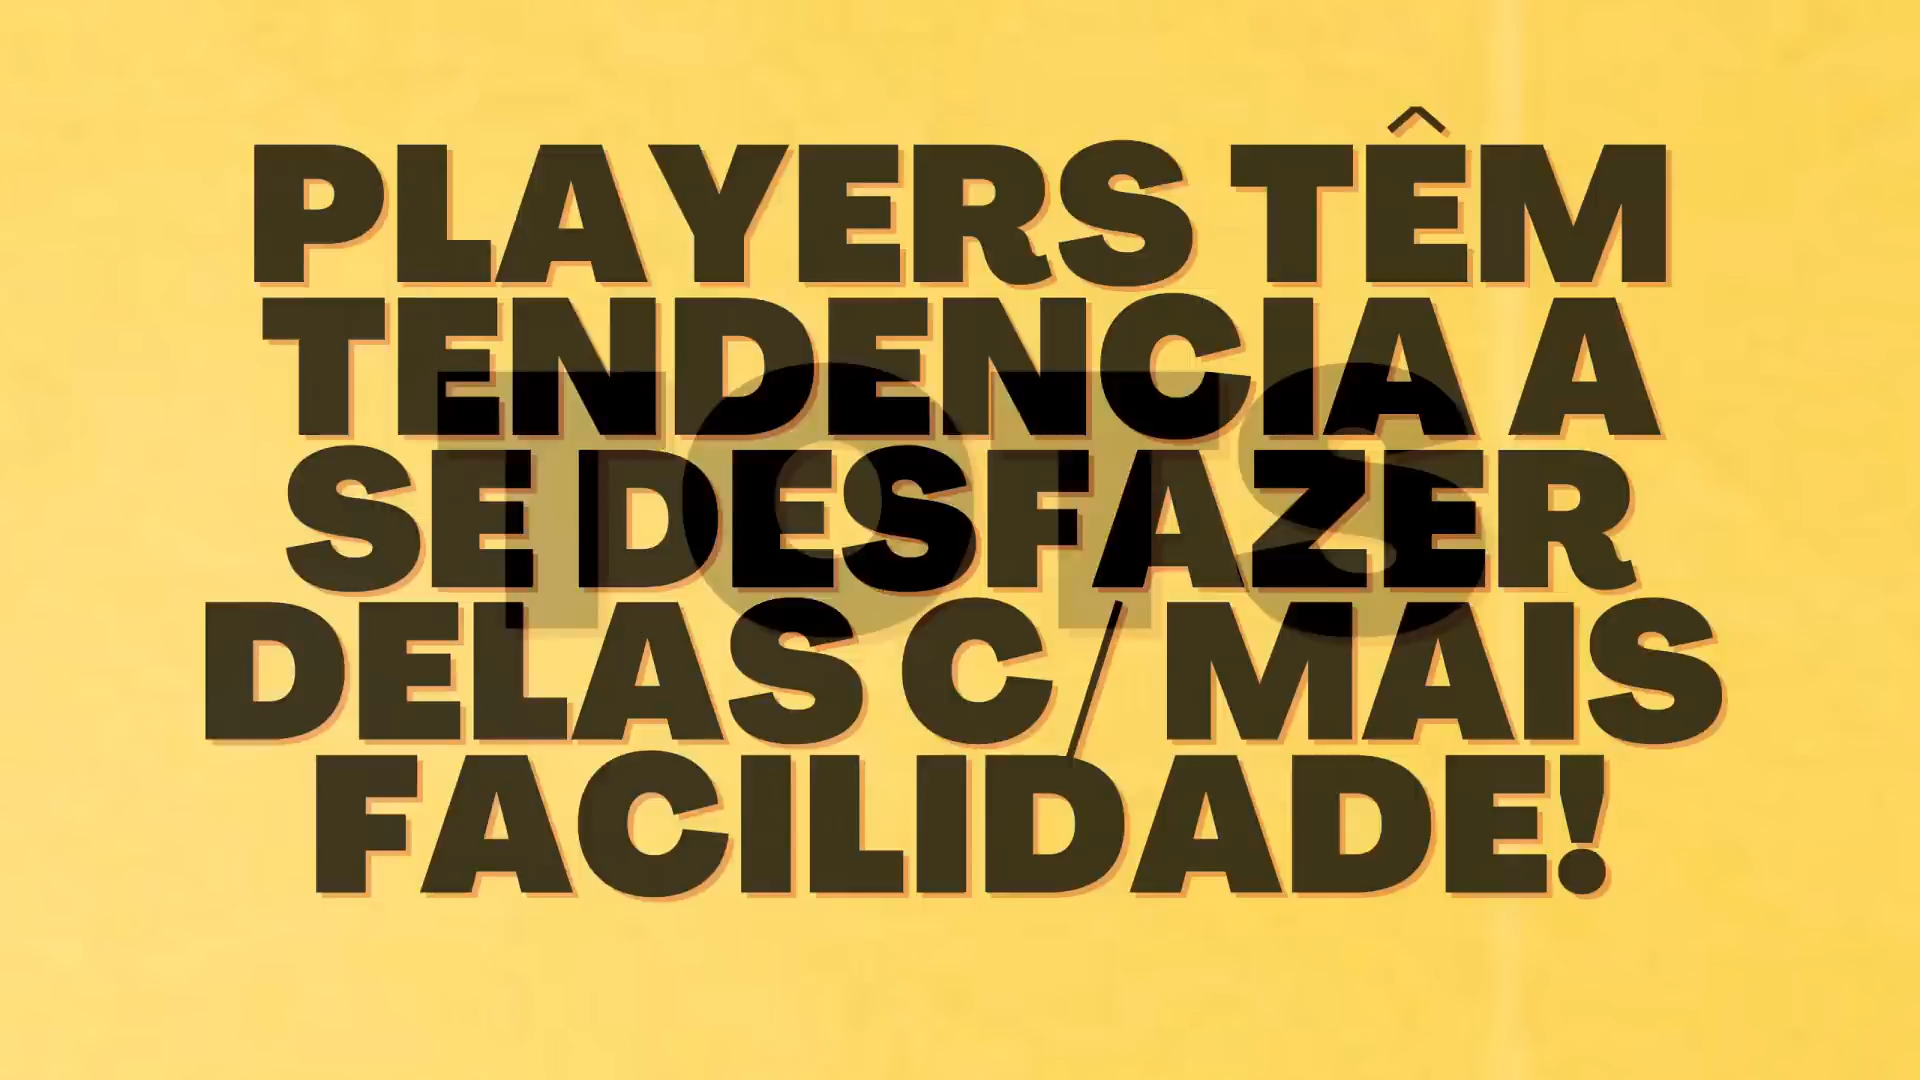 PLAYERS TÊM
TENDENCIA A
SE DESFAZER
DELAS C/ MAIS
FACILIDADE!